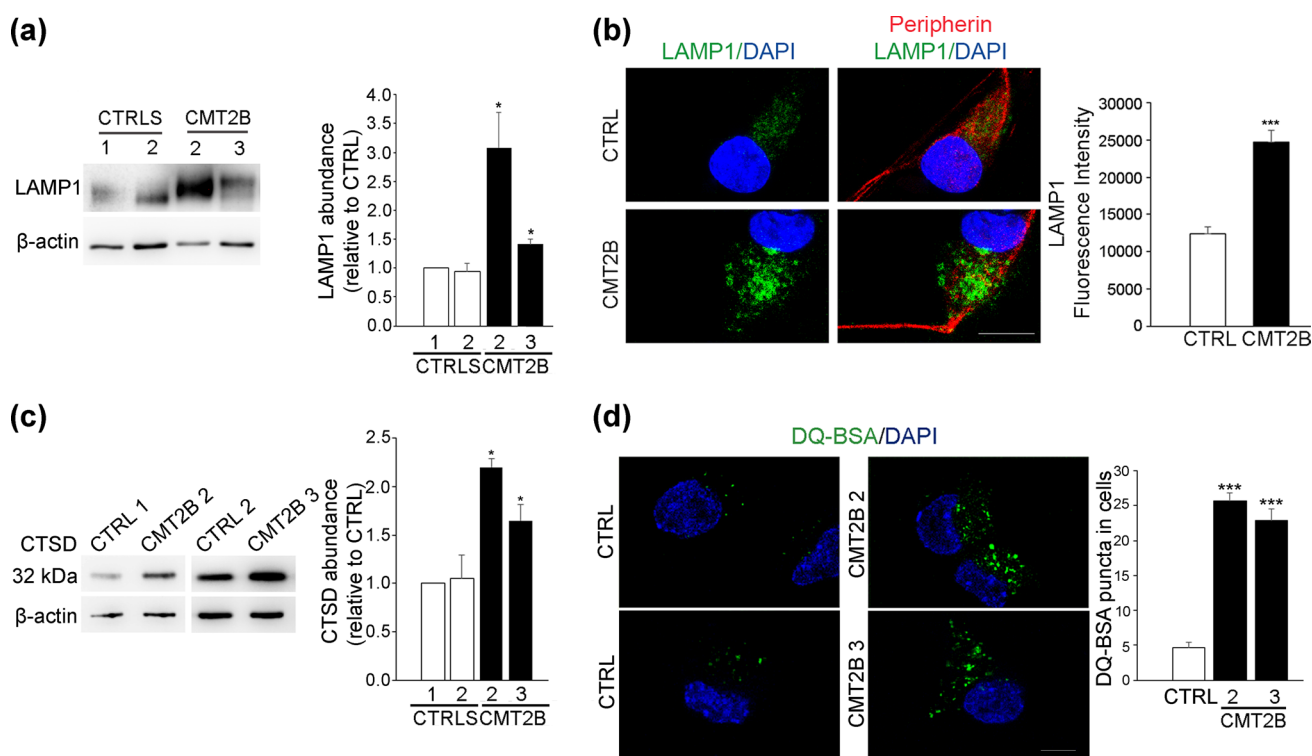 (a)
CTRLS CMT2B
1 2 2 3
LAMP1
β-actin
LAMP1 abundance
(relative to CTRL)
4.0
3.5
3.0
2.5
2.0
1.5
1.0
0.5
0.0
* *
1 2 2 3
CTRLS CMT2B
(b)
Peripherin
LAMP1/DAPI LAMP1/DAPI
CTRL
CMT2B
LAMP1
Fluorescence Intensity
30000
25000
20000
15000
10000
5000
0
***
CTRL CMT2B
(c)
CTRL 1 CMT2B 2 CTRL 2 CMT2B 3
CTSD
32 kDa
β-actin
CTSD abundance
(relative to CTRL)
2.5
2.0
1.5
1.0
0.5
0.0
* *
1 2 2 3
CTRLS CMT2B
(d)
DQ-BSA/DAPI
CTRL
CMT2B 2
CTRL
CMT2B 3
DQ-BSA puncta in cells
30
25
20
15
10
5
0
*** ***
CTRL 2 3
CMT2B